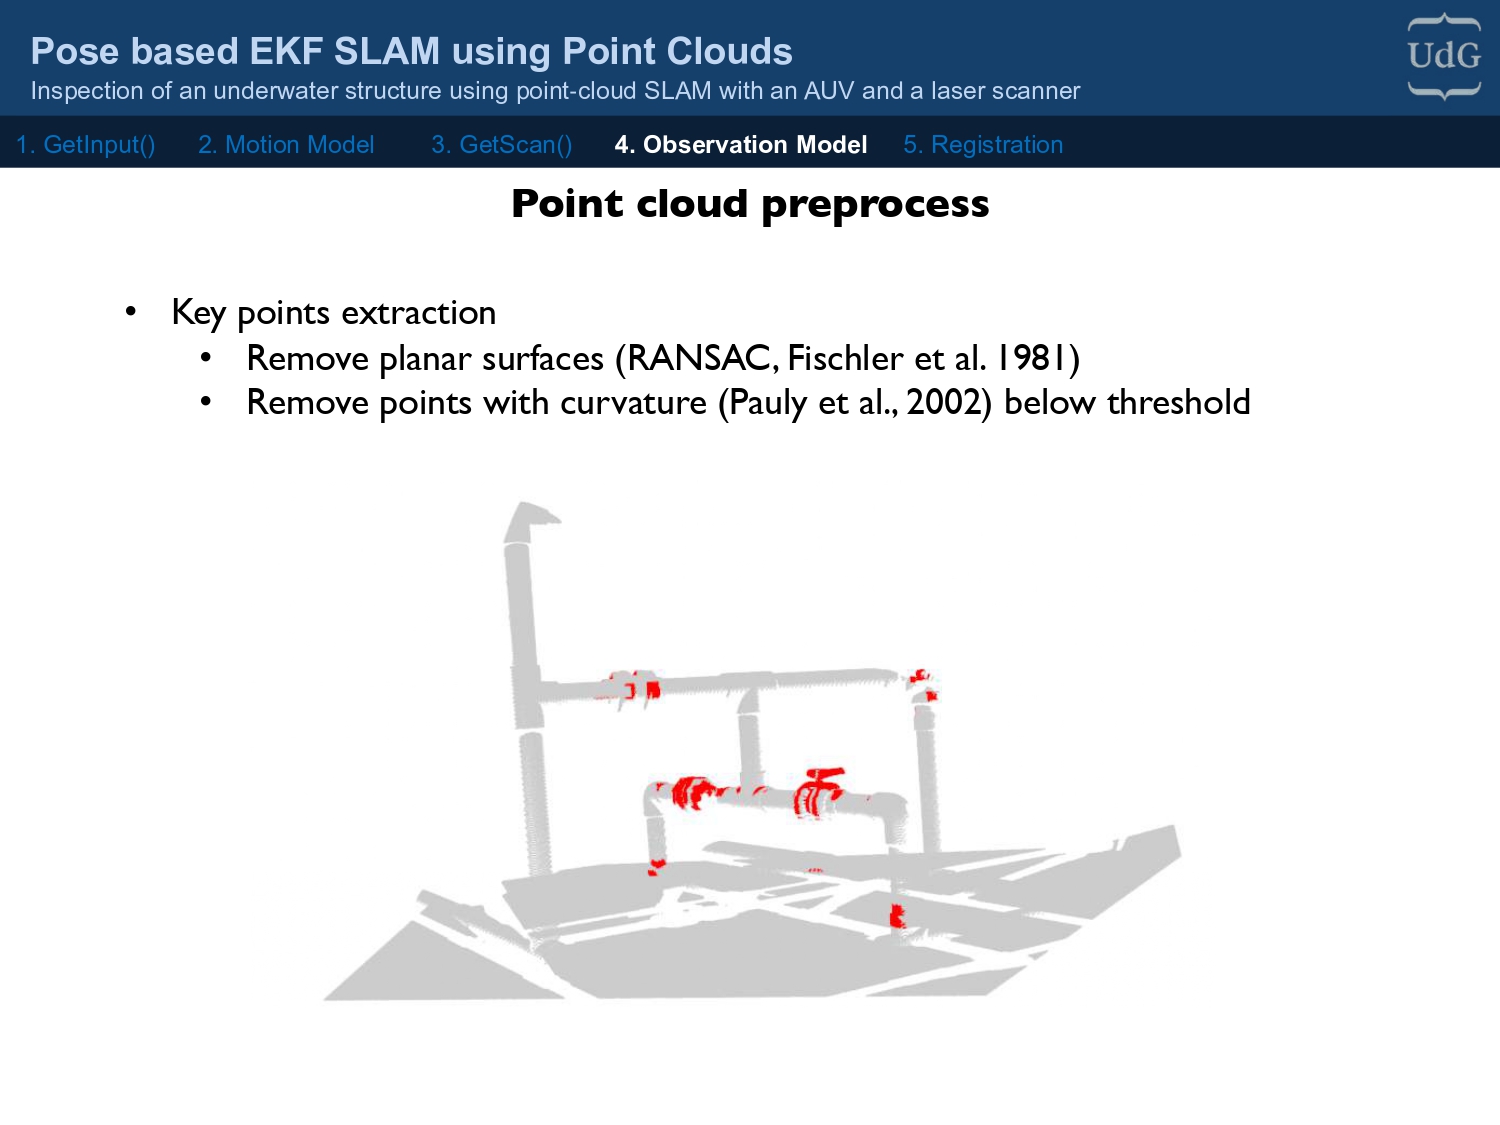 Pose based EKF SLAM using Point Clouds
Inspection of an underwater structure using point-cloud SLAM with an AUV and a laser scanner
UdG
1. GetInput() 2. Motion Model 3. GetScan() 4. Observation Model 5. Registration
Point cloud preprocess
• Key points extraction
• Remove planar surfaces (RANSAC, Fischler et al. 1981)
• Remove points with curvature (Pauly et al., 2002) below threshold